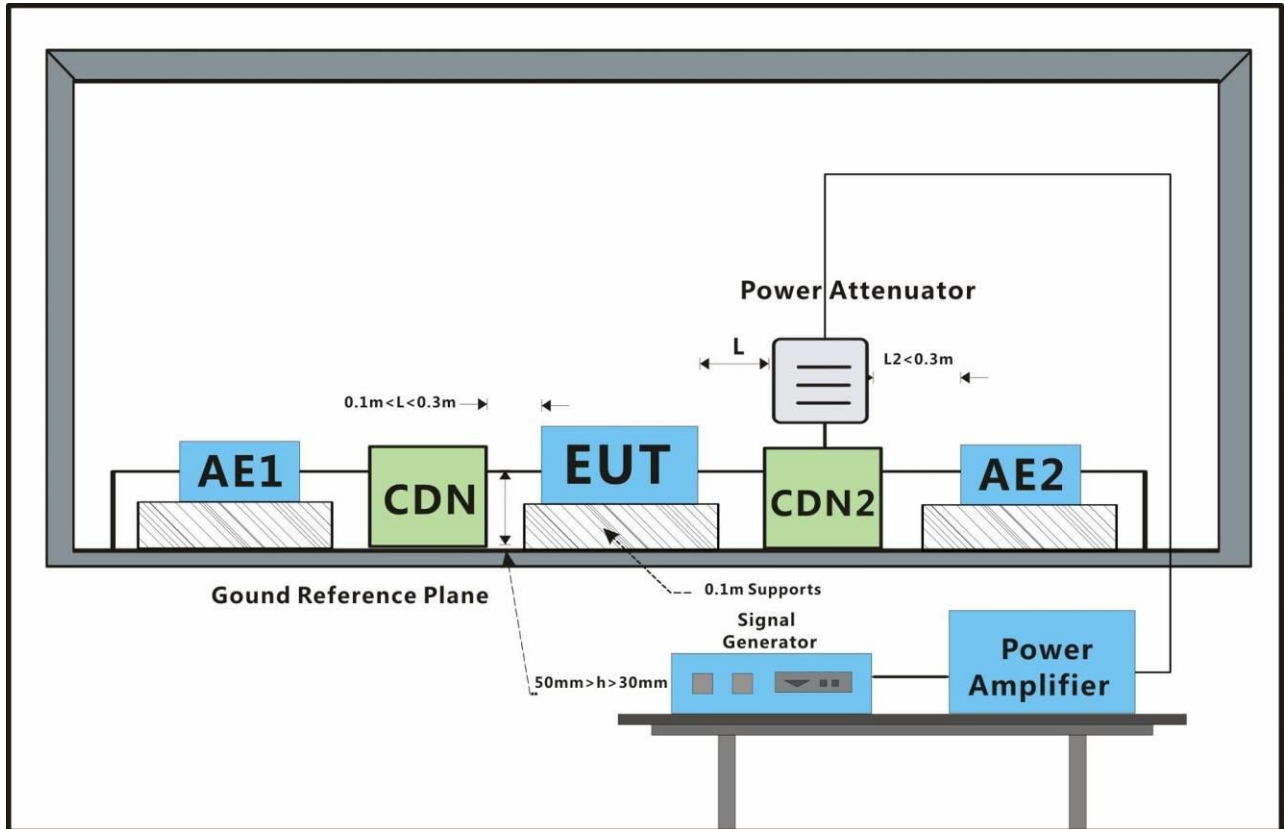 Power Attenuator
L
L2<0.3m
0.1m<L<0.3m
AE1
CDN
EUT
CDN2
AE2
Gound Reference Plane
0.1m Supports
Signal
Generator
50mm>h>30mm
Power
Amplifier